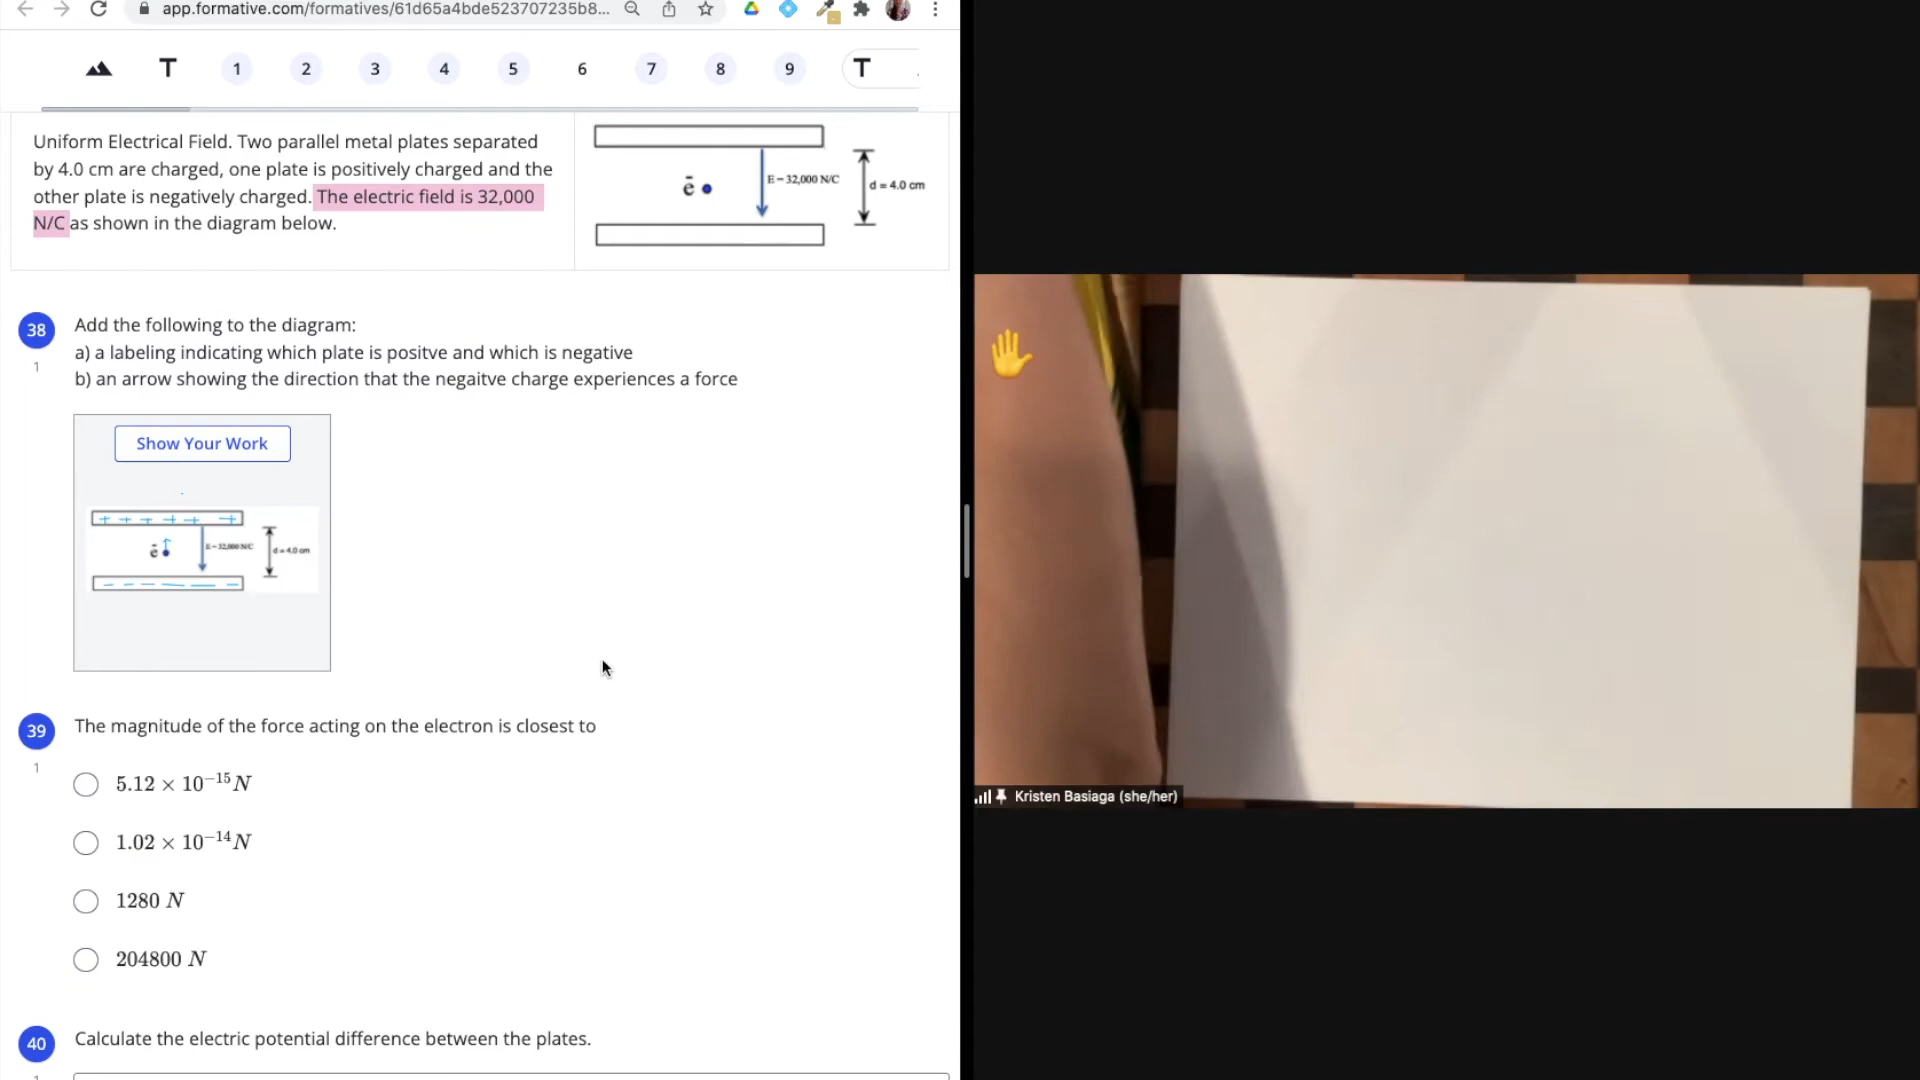 app.formative.com/formatives/61d65a4bde523707235b8...
T 1 2 3 4 5 6 7 8 9 T
Uniform Electrical Field. Two parallel metal plates separated
by 4.0 cm are charged, one plate is positively charged and the
other plate is negatively charged. The electric field is 32,000
N/C as shown in the diagram below.
ē
E = 32,000 N/C
d = 4.0 cm
38
1
Add the following to the diagram:
a) a labeling indicating which plate is positve and which is negative
b) an arrow showing the direction that the negaitve charge experiences a force
Show Your Work
+ + + + + +
ē
E = 32,000 N/C
d = 4.0 cm
- - - - - -
39
1
The magnitude of the force acting on the electron is closest to
5.12 × 10⁻¹⁵ N
1.02 × 10⁻¹⁴ N
1280 N
204800 N
40
1
Calculate the electric potential difference between the plates.
Kristen Basiaga (she/her)